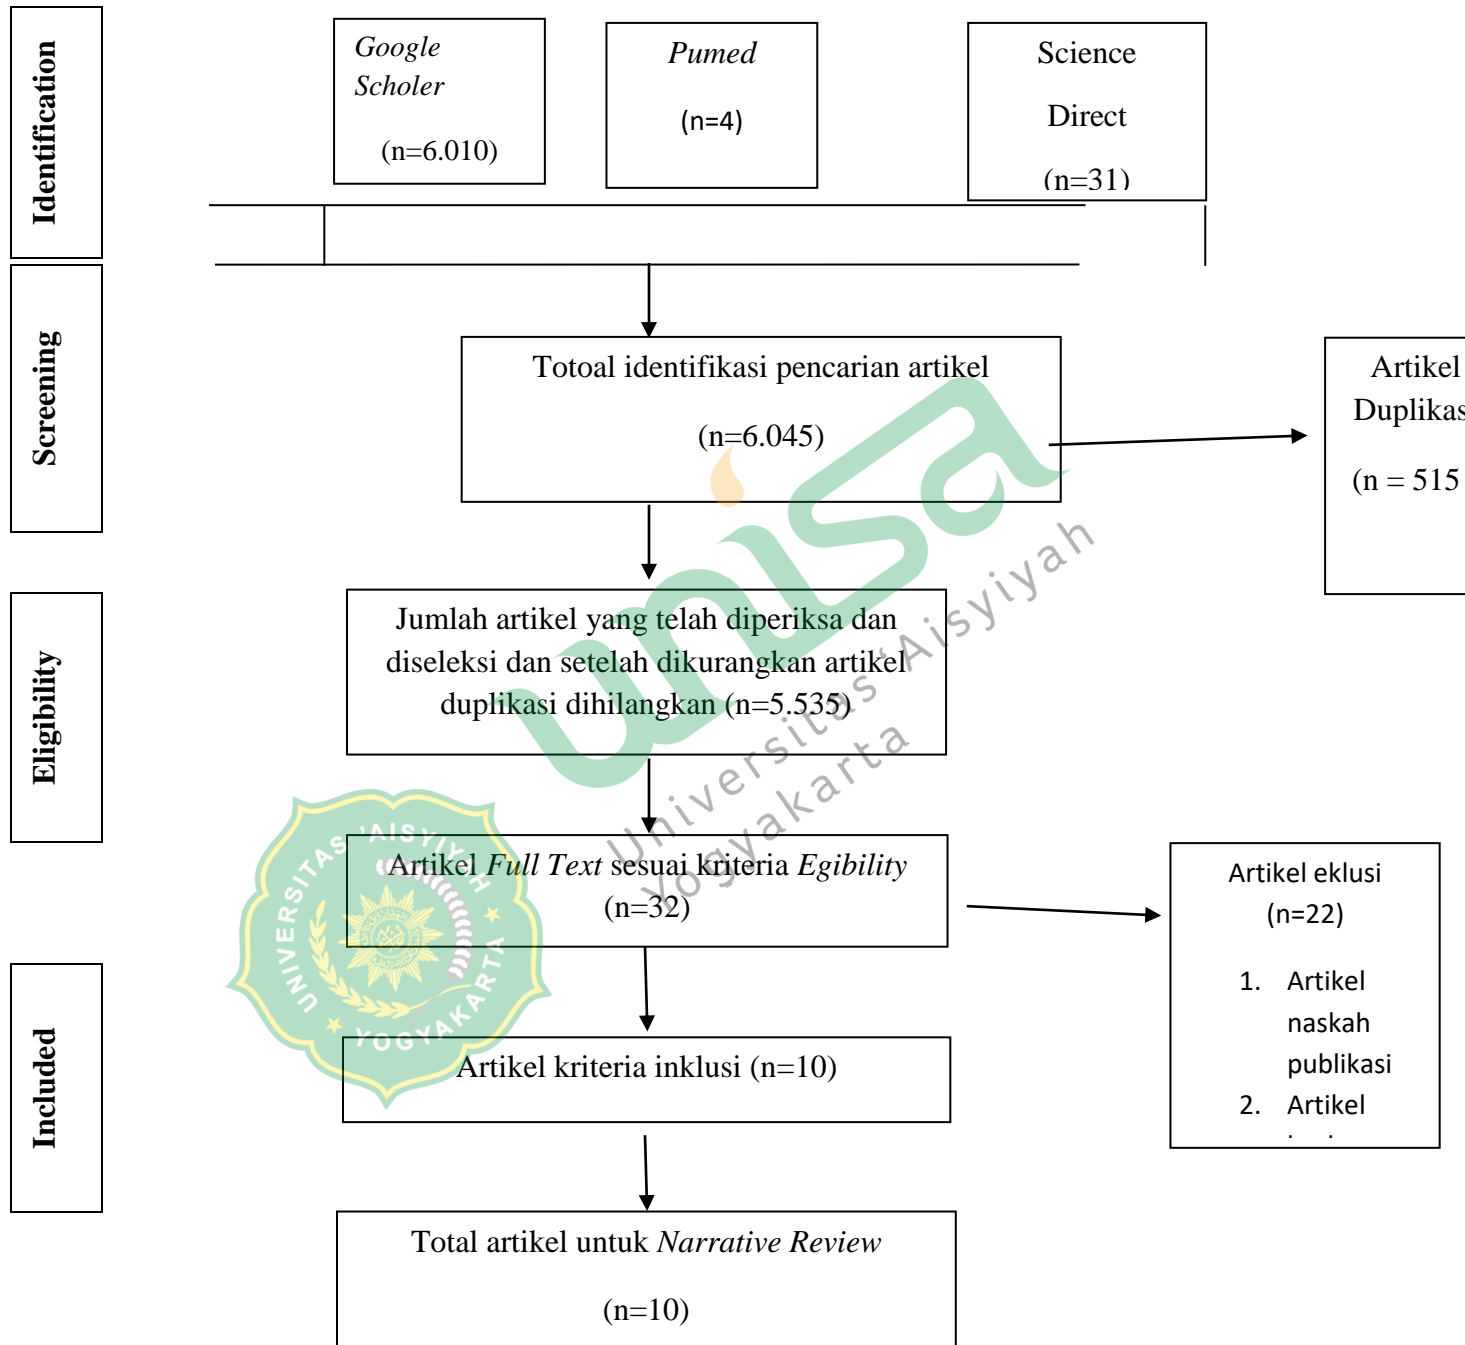 Identification
Google
Scholer
(n=6.010)
Pumed
(n=4)
Science
Direct
(n=31)
Screening
Totoal identifikasi pencarian artikel
(n=6.045)
Artikel
Duplikas
(n = 515
Eligibility
Jumlah artikel yang telah diperiksa dan
diseleksi dan setelah dikurangkan artikel
duplikasi dihilangkan (n=5.535)
Artikel Full Text sesuai kriteria Egibility
(n=32)
Artikel eklusi
(n=22)
1. Artikel
naskah
publikasi
2. Artikel
Included
Artikel kriteria inklusi (n=10)
Total artikel untuk Narrative Review
(n=10)
unisa
Universitas 'Aisyiyah
Yogyakarta
UNIVERSITAS 'AISYIYAH
YOGYAKARTA